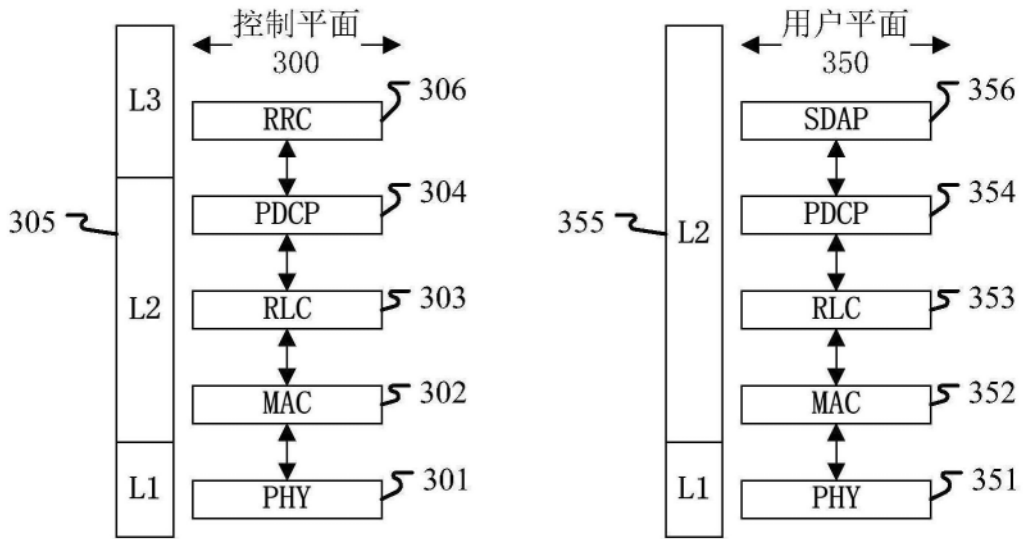 控制平面
300
L3
RRC
306
PDCP
304
305
L2
RLC
303
MAC
302
L1
PHY
301
用户平面
350
SDAP
356
PDCP
354
355
L2
RLC
353
MAC
352
L1
PHY
351